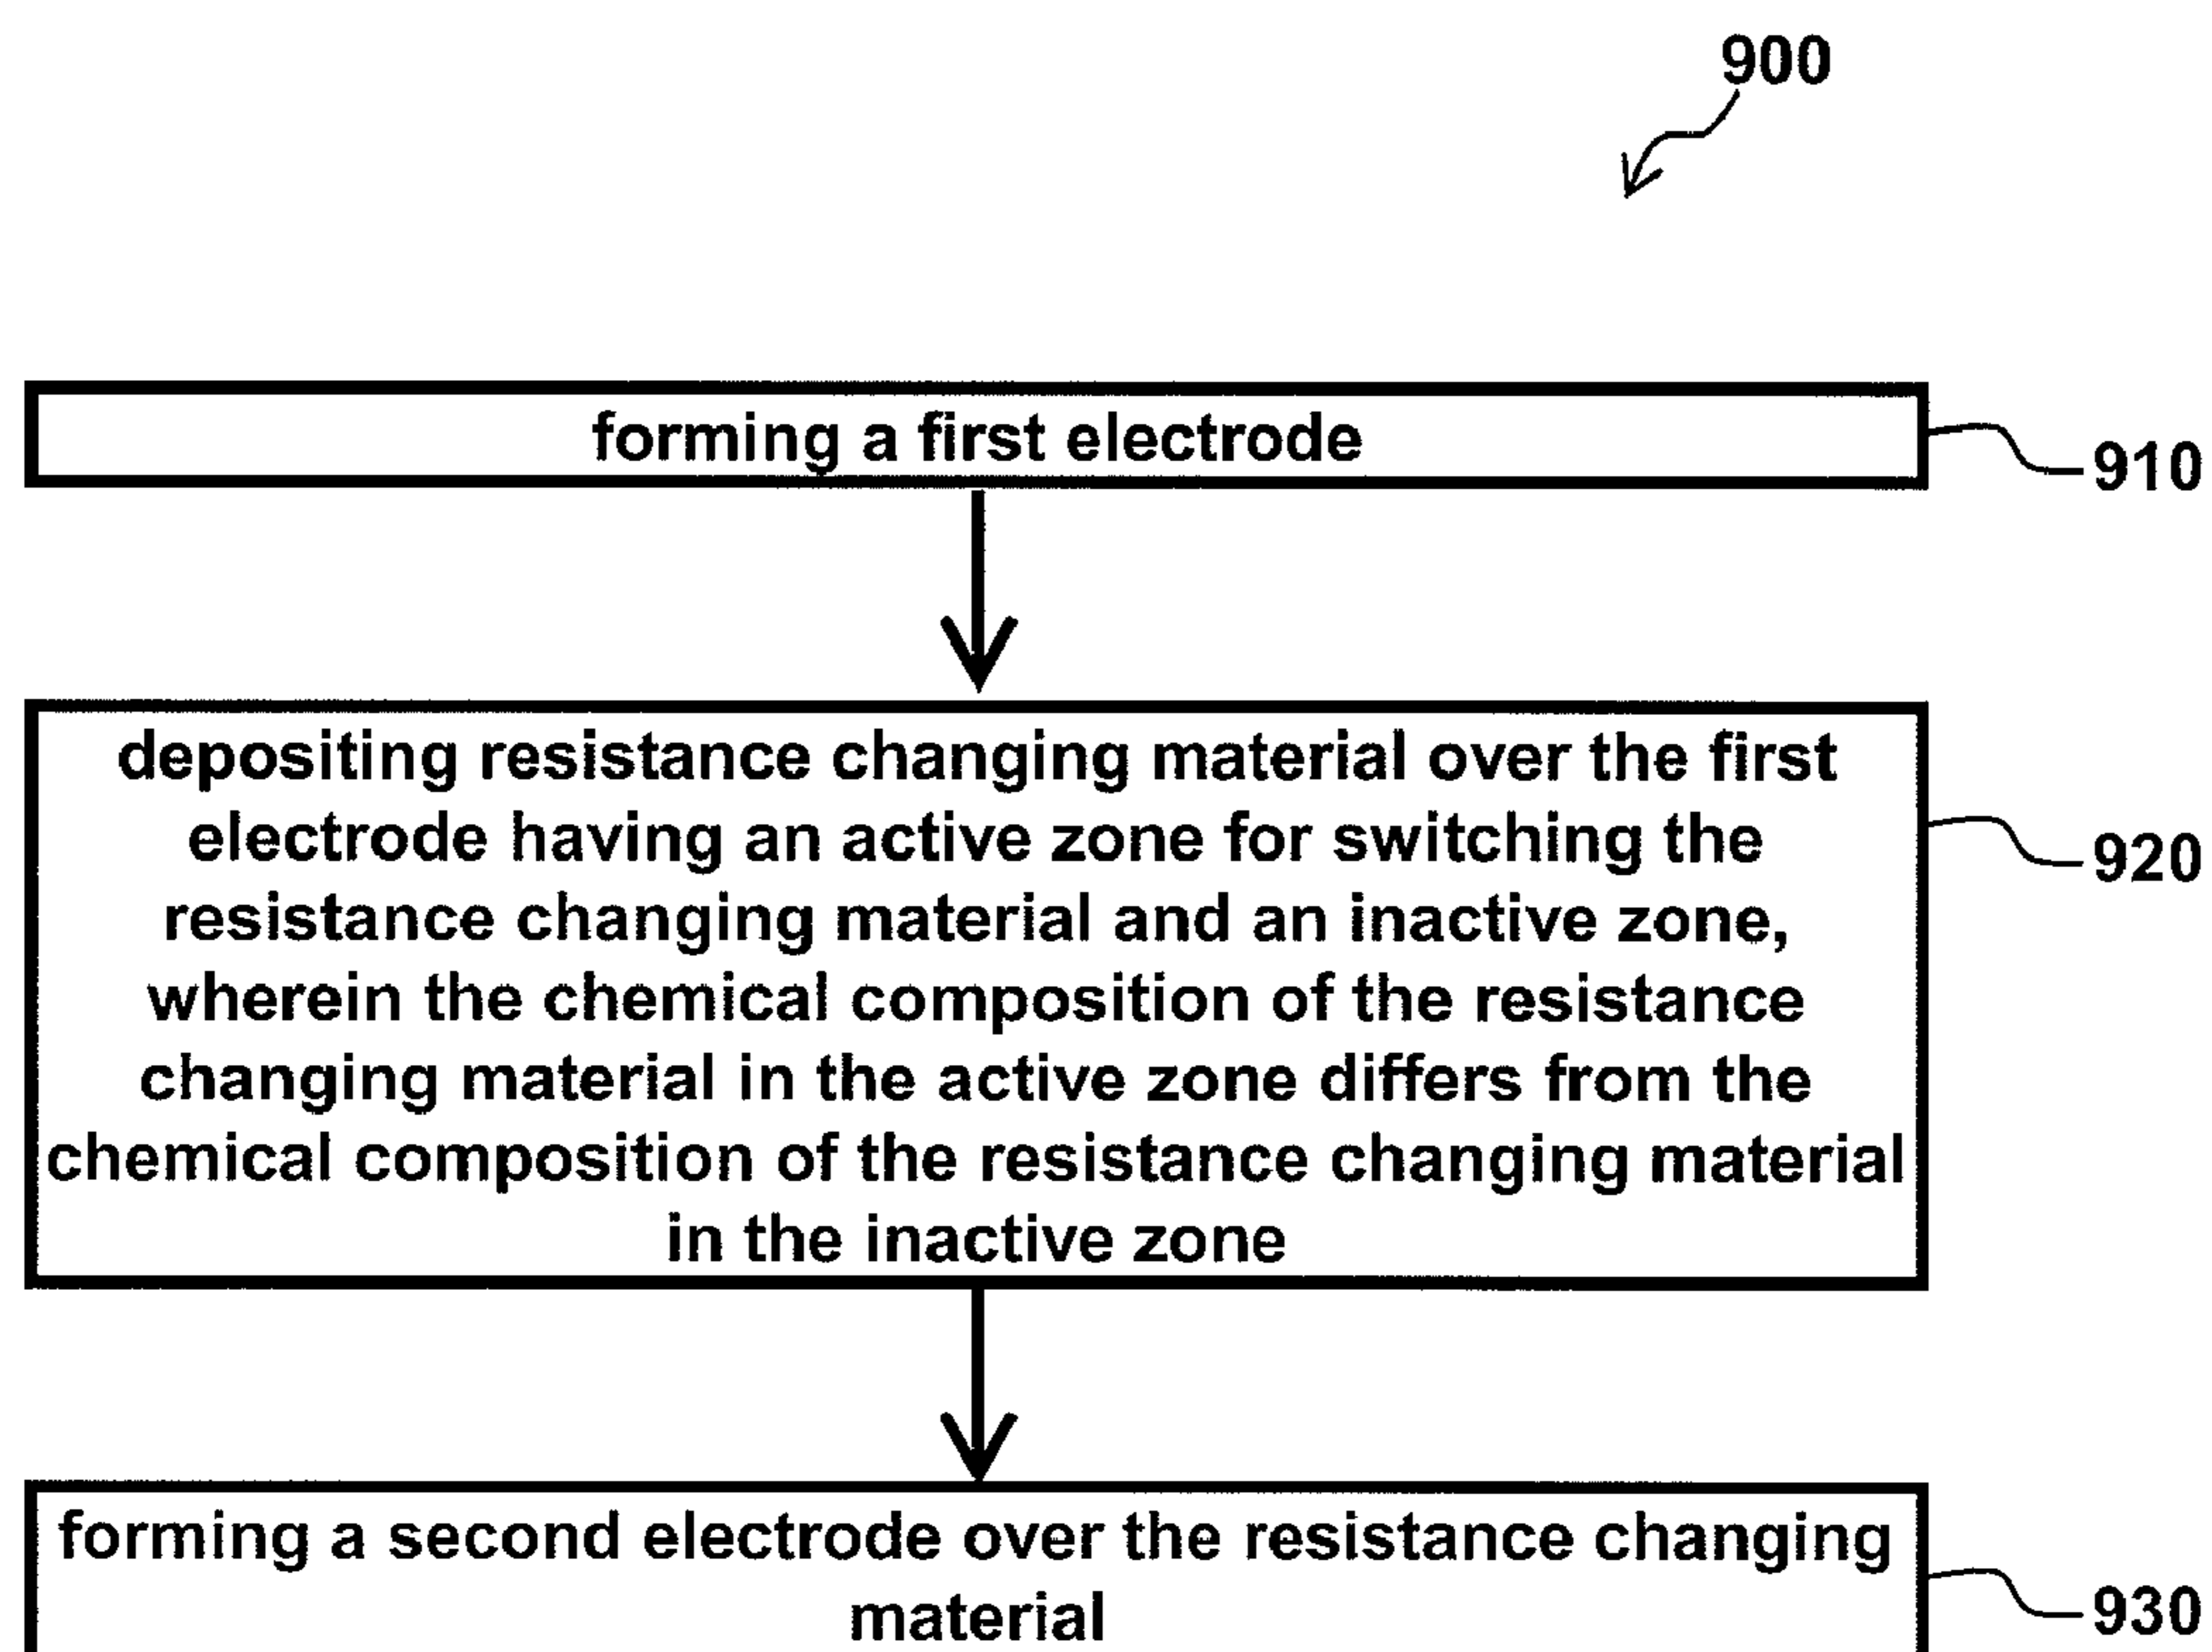 900
forming a first electrode
910
depositing resistance changing material over the first
electrode having an active zone for switching the
resistance changing material and an inactive zone,
wherein the chemical composition of the resistance
changing material in the active zone differs from the
chemical composition of the resistance changing material
in the inactive zone
920
forming a second electrode over the resistance changing
material
930